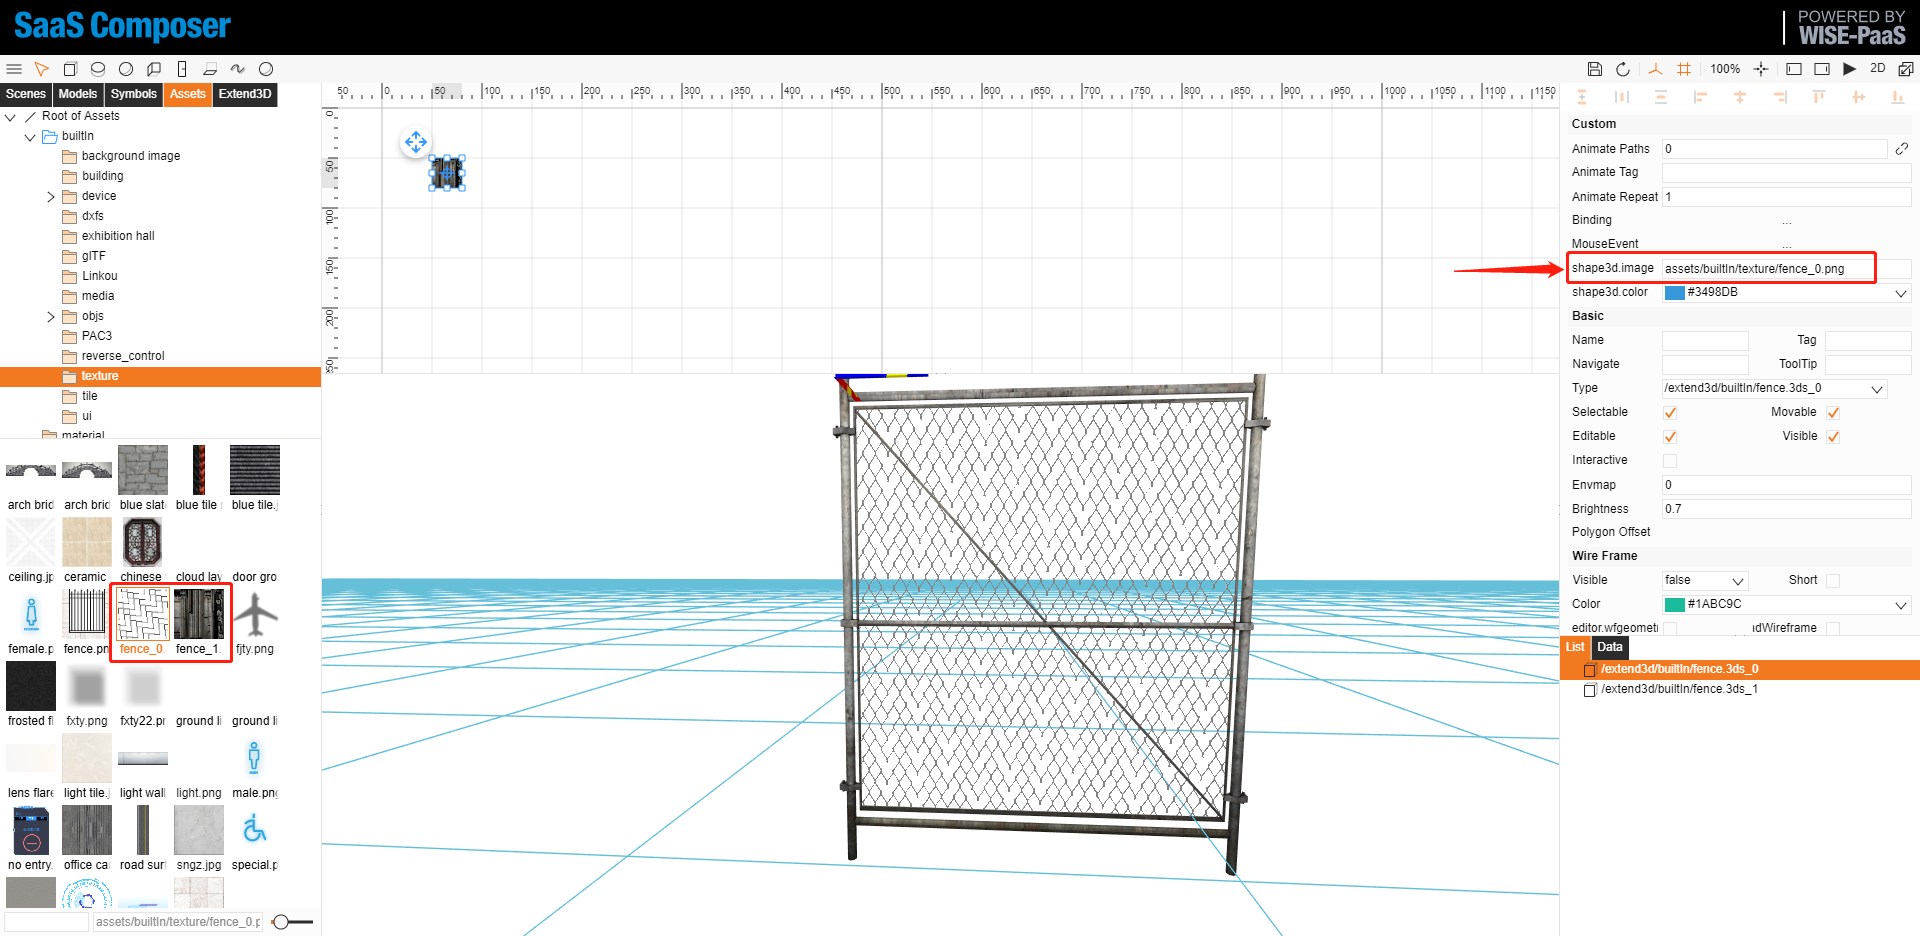 SaaS Composer
POWERED BY
WISE-PaaS
100%
2D
Scenes
Models
Symbols
Assets
Extend3D
Root of Assets
builtIn
background image
building
device
dxfs
exhibition hall
glTF
Linkou
media
objs
PAC3
reverse_control
texture
tile
ui
material
arch brid
arch brid
blue slat
blue tile
blue tile.
ceiling.jp
ceramic
chinese
cloud lay
door gro
female.p
fence.pn
fence_0.
fence_1.
fjty.png
frosted fl
fxty.png
fxty22.pr
ground li
ground li
lens flare
light tile.j
light wall
light.png
male.png
no entry.
office ca
road surf
sngz.jpg
special.p
assets/builtIn/texture/fence_0.p
50 0 50 100 150 200 250 300 350 400 450 500 550 600 650 700 750 800 850 900 950 1000 1050 1100 1150
0
50
100
150
200
250
Custom
Animate Paths 0
Animate Tag
Animate Repeat 1
Binding ...
MouseEvent ...
shape3d.image assets/builtIn/texture/fence_0.png
shape3d.color #3498DB
Basic
Name Tag
Navigate ToolTip
Type /extend3d/builtIn/fence.3ds_0
Selectable Movable
Editable Visible
Interactive
Envmap 0
Brightness 0.7
Polygon Offset
Wire Frame
Visible false Short
Color #1ABC9C
editor.wfgeometr adWireframe
List Data
/extend3d/builtIn/fence.3ds_0
/extend3d/builtIn/fence.3ds_1